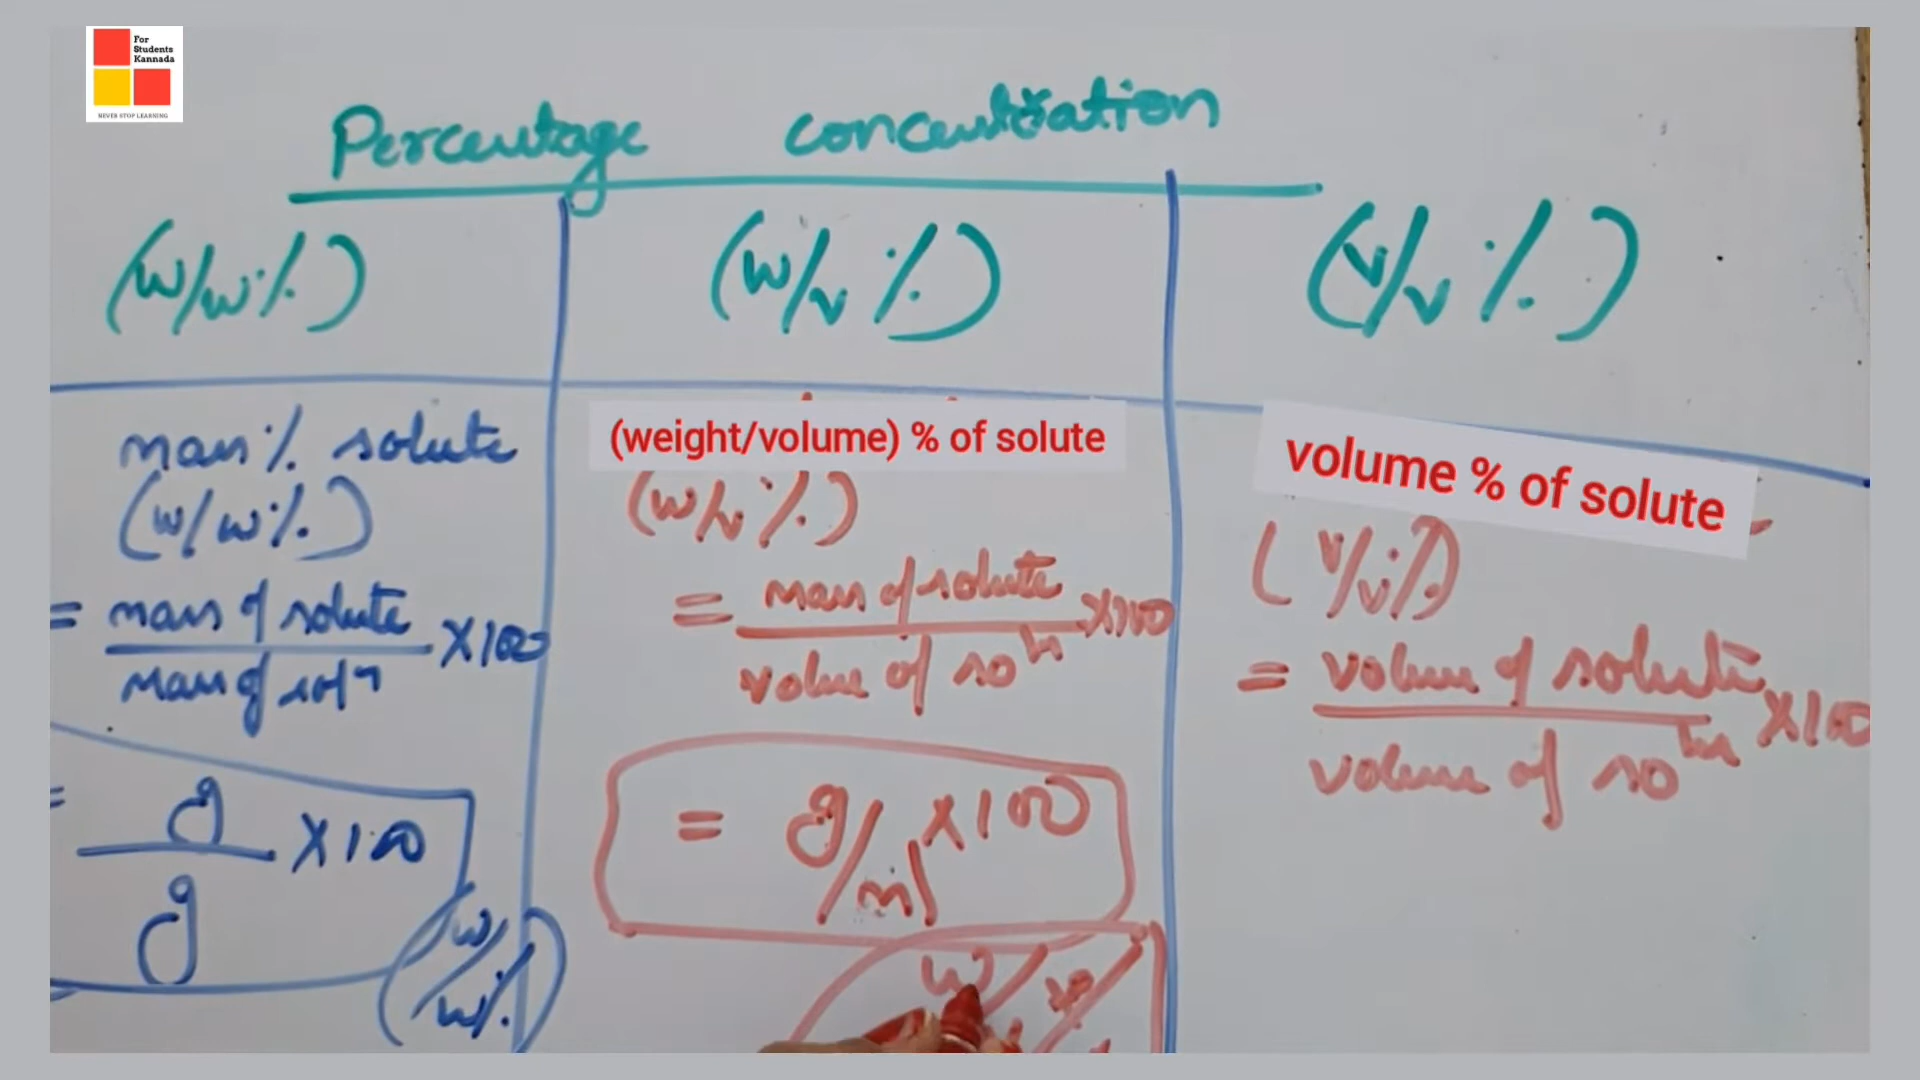 For
Students
Kannada
NEVER STOP LEARNING
Percentage concentration
(w/w %)
(w/v %)
(v/v %)
mass % solute
(w/w %)
= mass of solute / mass of solⁿ ×100
= g / g ×100
(w/w %)
(weight/volume) % of solute
(w/v %)
= mass of solute / volume of soⁿ ×100
= g/ml ×100
w/v
volume % of solute
(v/v %)
= volume of solute / volume of soⁿ ×100